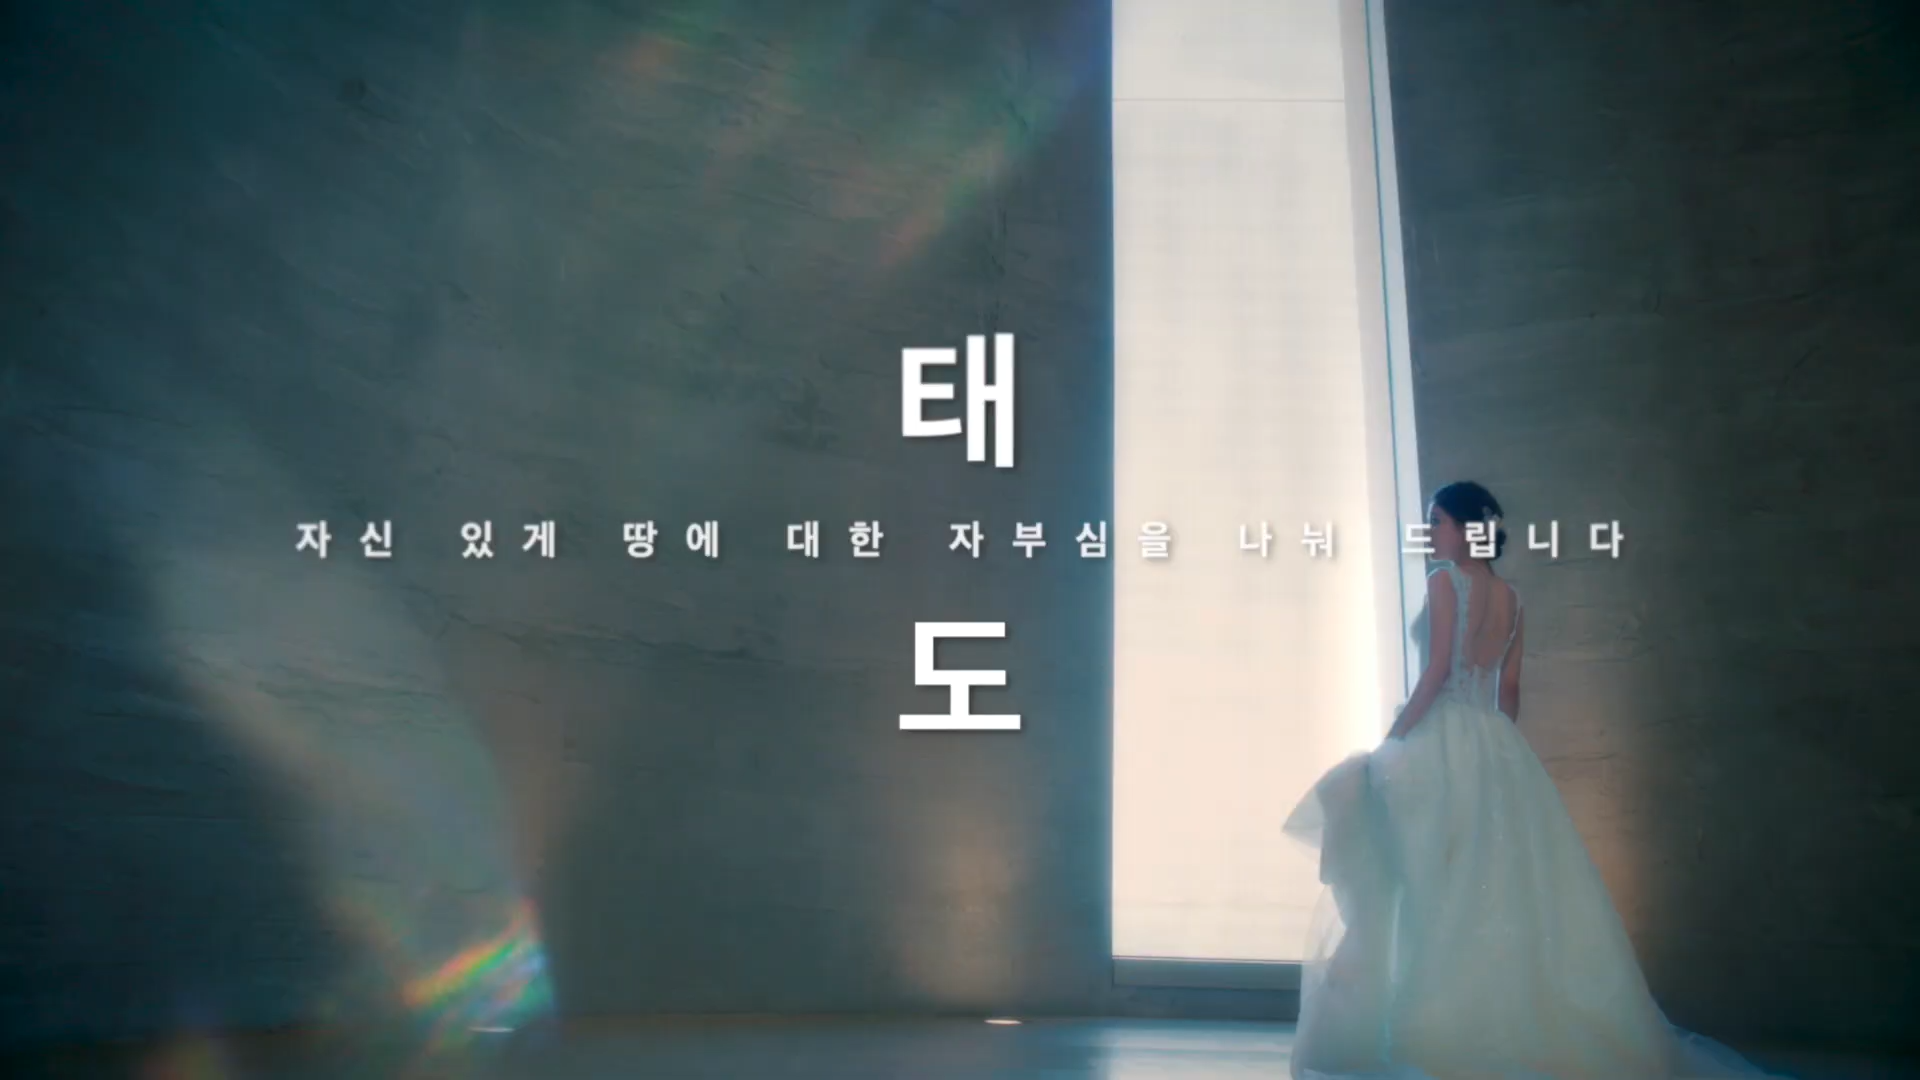 태
자신 있게 땅에 대한 자부심을 나눠 드립니다
도